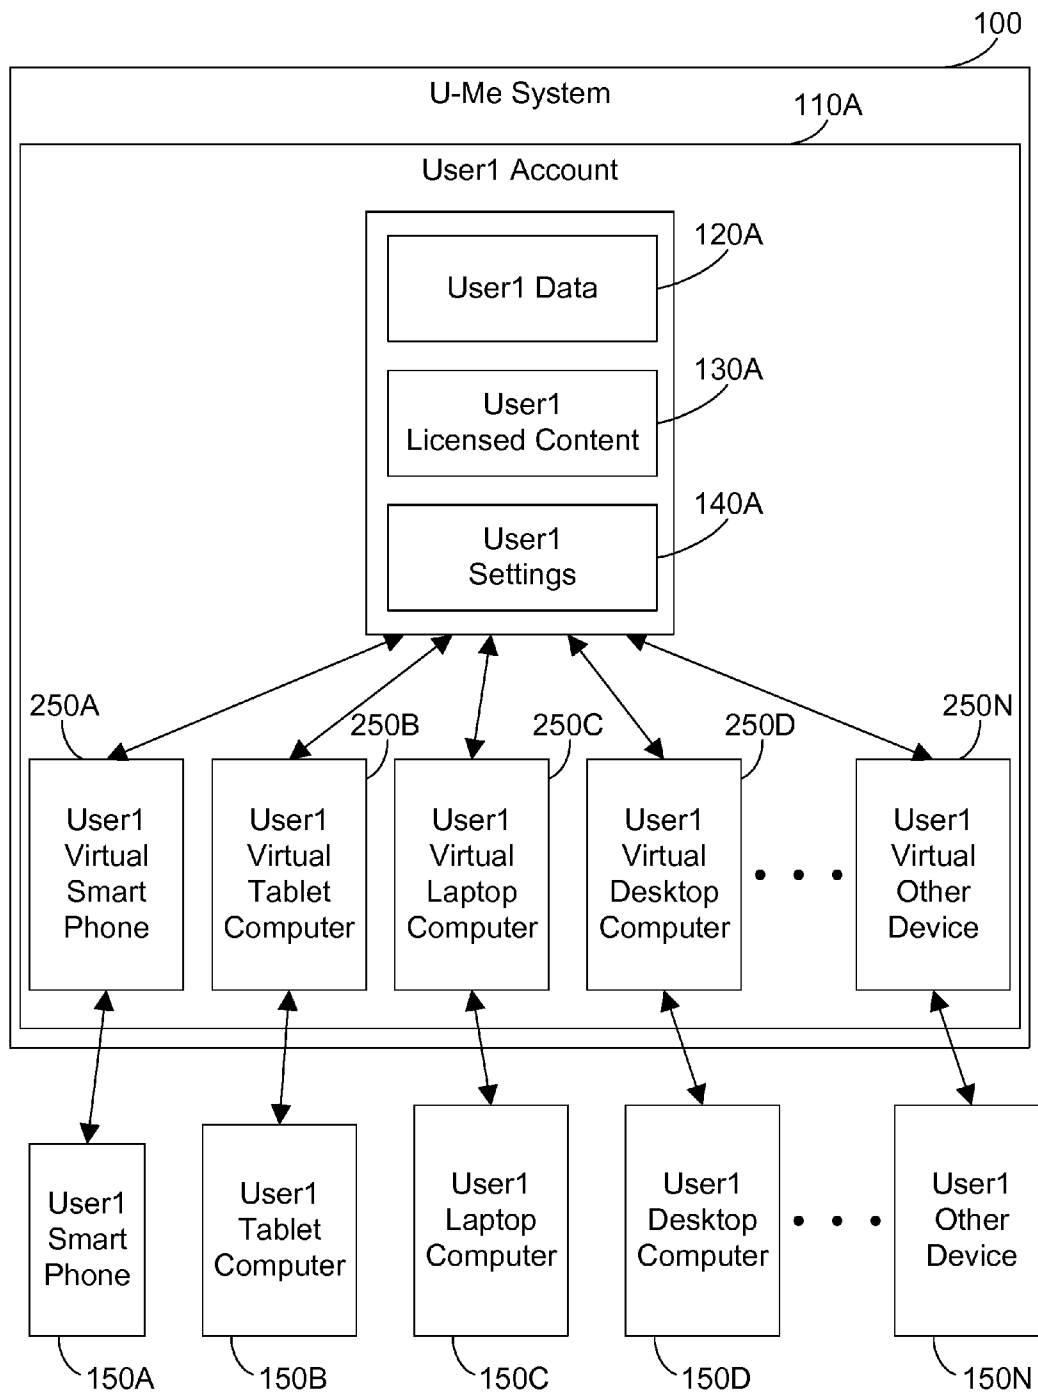 100
U-Me System
110A
User1 Account
120A
User1 Data
130A
User1
Licensed Content
140A
User1
Settings
250A
250B
250C
250D
250N
User1
Virtual
Smart
Phone
User1
Virtual
Tablet
Computer
User1
Virtual
Laptop
Computer
User1
Virtual
Desktop
Computer
User1
Virtual
Other
Device
User1
Smart
Phone
User1
Tablet
Computer
User1
Laptop
Computer
User1
Desktop
Computer
User1
Other
Device
150A
150B
150C
150D
150N